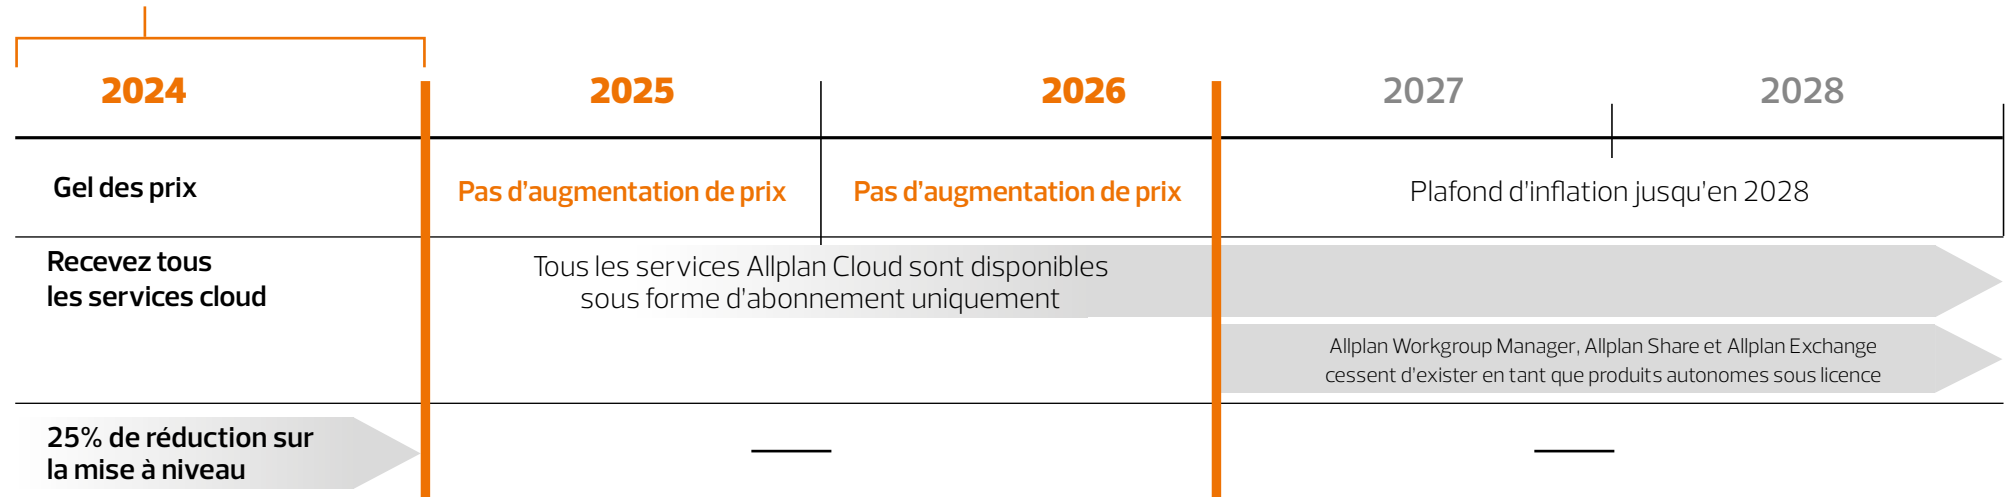 2024
2025
2026
2027
2028
Gel des prix
Pas d'augmentation de prix
Pas d'augmentation de prix
Plafond d'inflation jusqu'en 2028
Recevez tous
les services cloud
Tous les services Allplan Cloud sont disponibles
sous forme d'abonnement uniquement
Allplan Workgroup Manager, Allplan Share et Allplan Exchange
cessent d'exister en tant que produits autonomes sous licence
25% de réduction sur
la mise à niveau